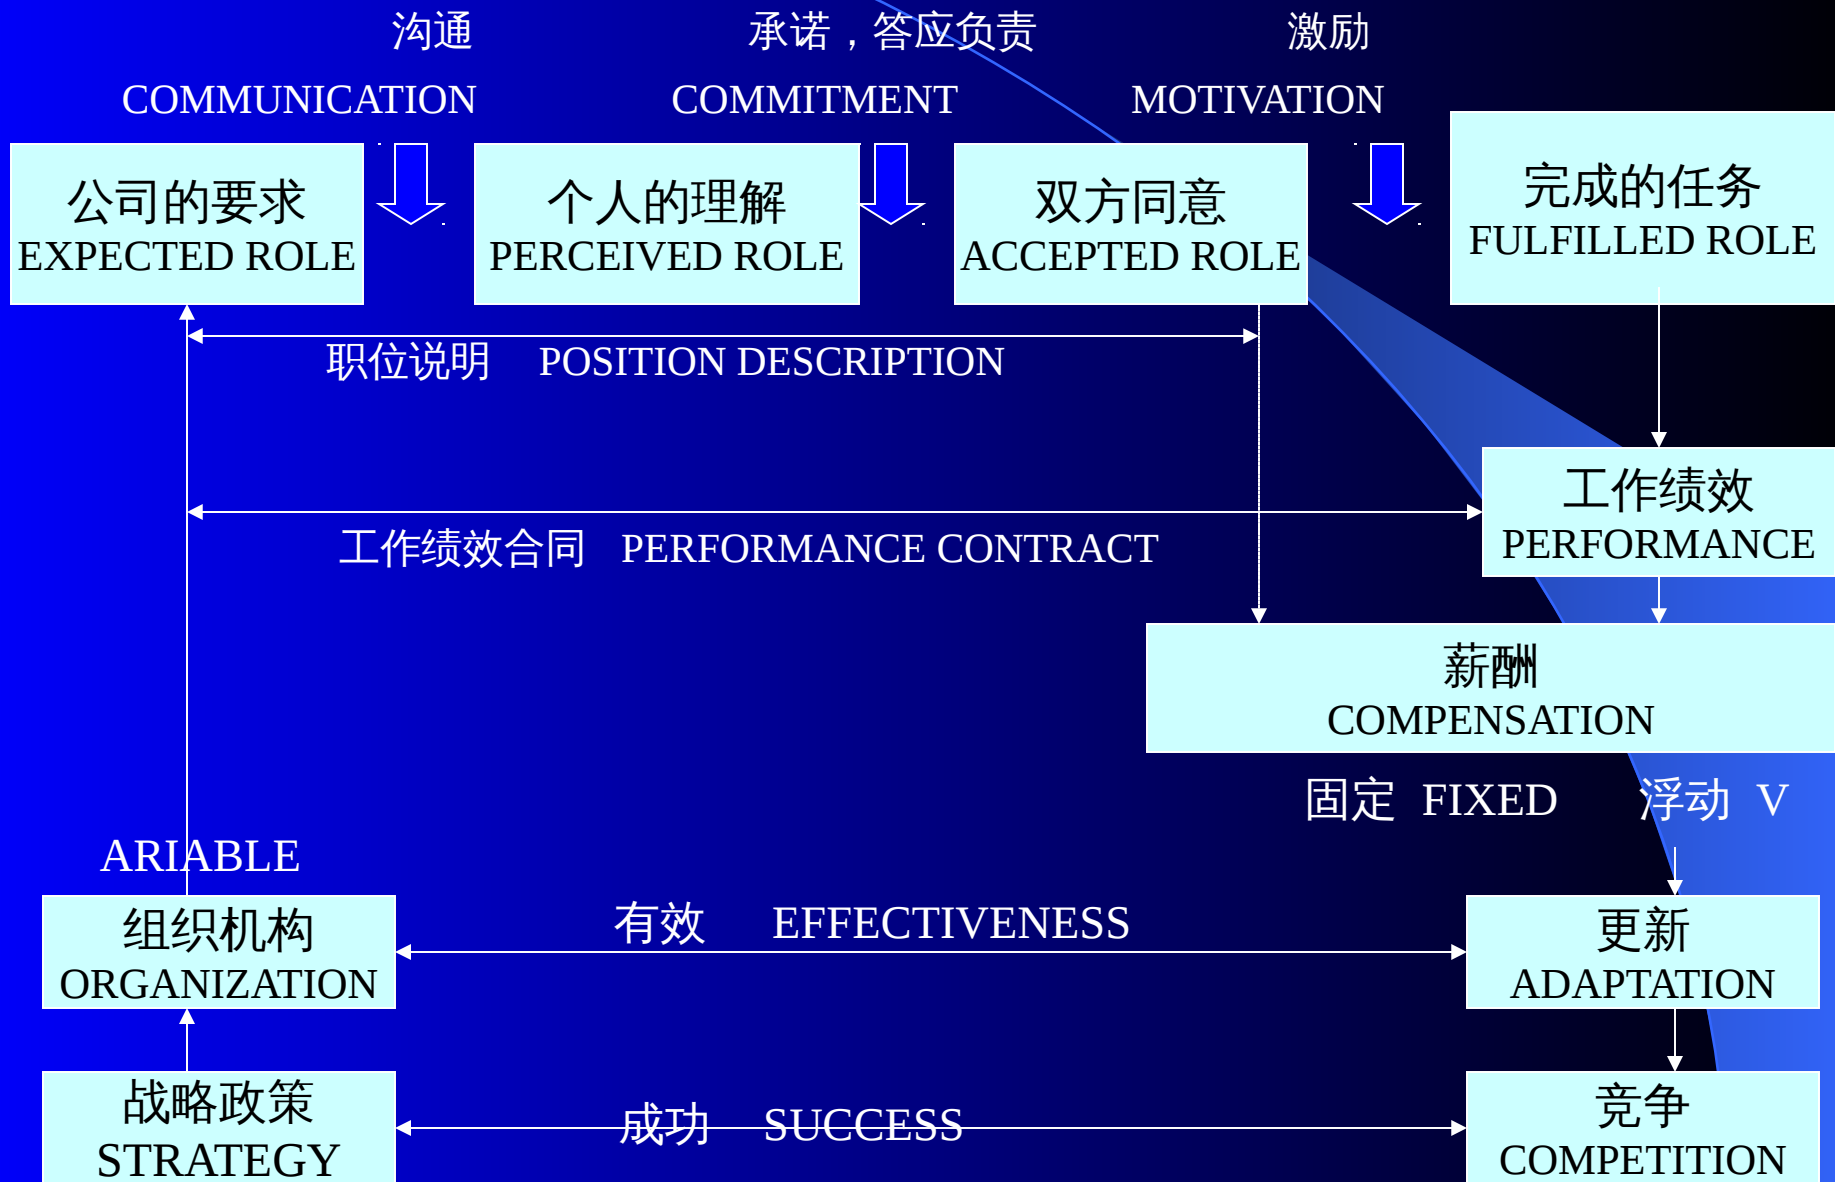 沟通 承诺，答应负责 激励
COMMUNICATION COMMITMENT MOTIVATION
公司的要求
EXPECTED ROLE
个人的理解
PERCEIVED ROLE
双方同意
ACCEPTED ROLE
完成的任务
FULFILLED ROLE
职位说明 POSITION DESCRIPTION
工作绩效
PERFORMANCE
工作绩效合同 PERFORMANCE CONTRACT
薪酬
COMPENSATION
固定 FIXED 浮动 V
ARIABLE
组织机构
ORGANIZATION
有效 EFFECTIVENESS
更新
ADAPTATION
战略政策
STRATEGY
成功 SUCCESS
竞争
COMPETITION